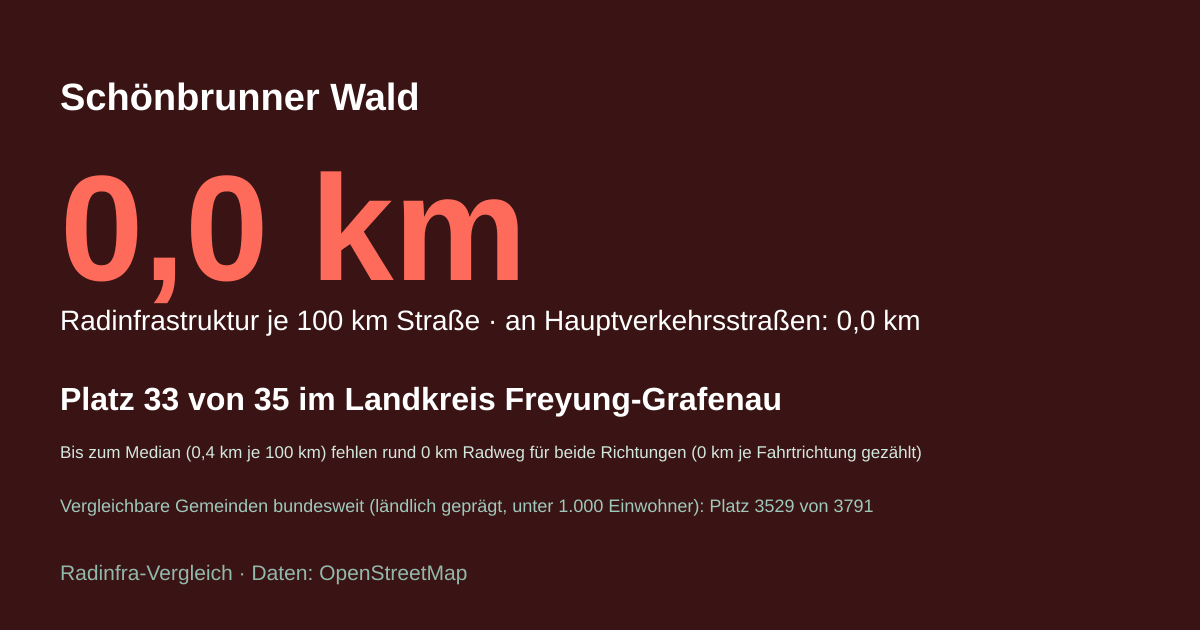 Schönbrunner Wald
0,0 km
Radinfrastruktur je 100 km Straße · an Hauptverkehrsstraßen: 0,0 km
Platz 33 von 35 im Landkreis Freyung-Grafenau
Bis zum Median (0,4 km je 100 km) fehlen rund 0 km Radweg für beide Richtungen (0 km je Fahrtrichtung gezählt)
Vergleichbare Gemeinden bundesweit (ländlich geprägt, unter 1.000 Einwohner): Platz 3529 von 3791
Radinfra-Vergleich · Daten: OpenStreetMap